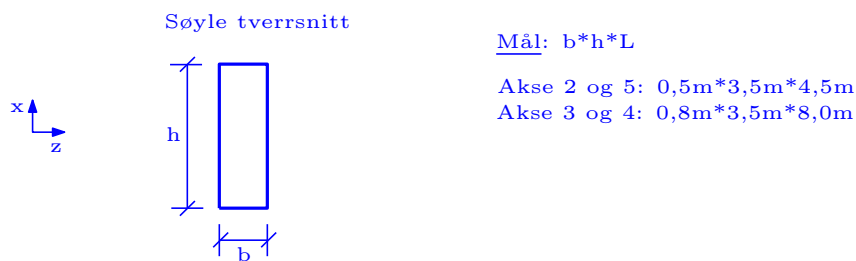 Søyle tverrsnitt
Mål: b*h*L
Akse 2 og 5: 0,5m*3,5m*4,5m
Akse 3 og 4: 0,8m*3,5m*8,0m
x
z
h
b